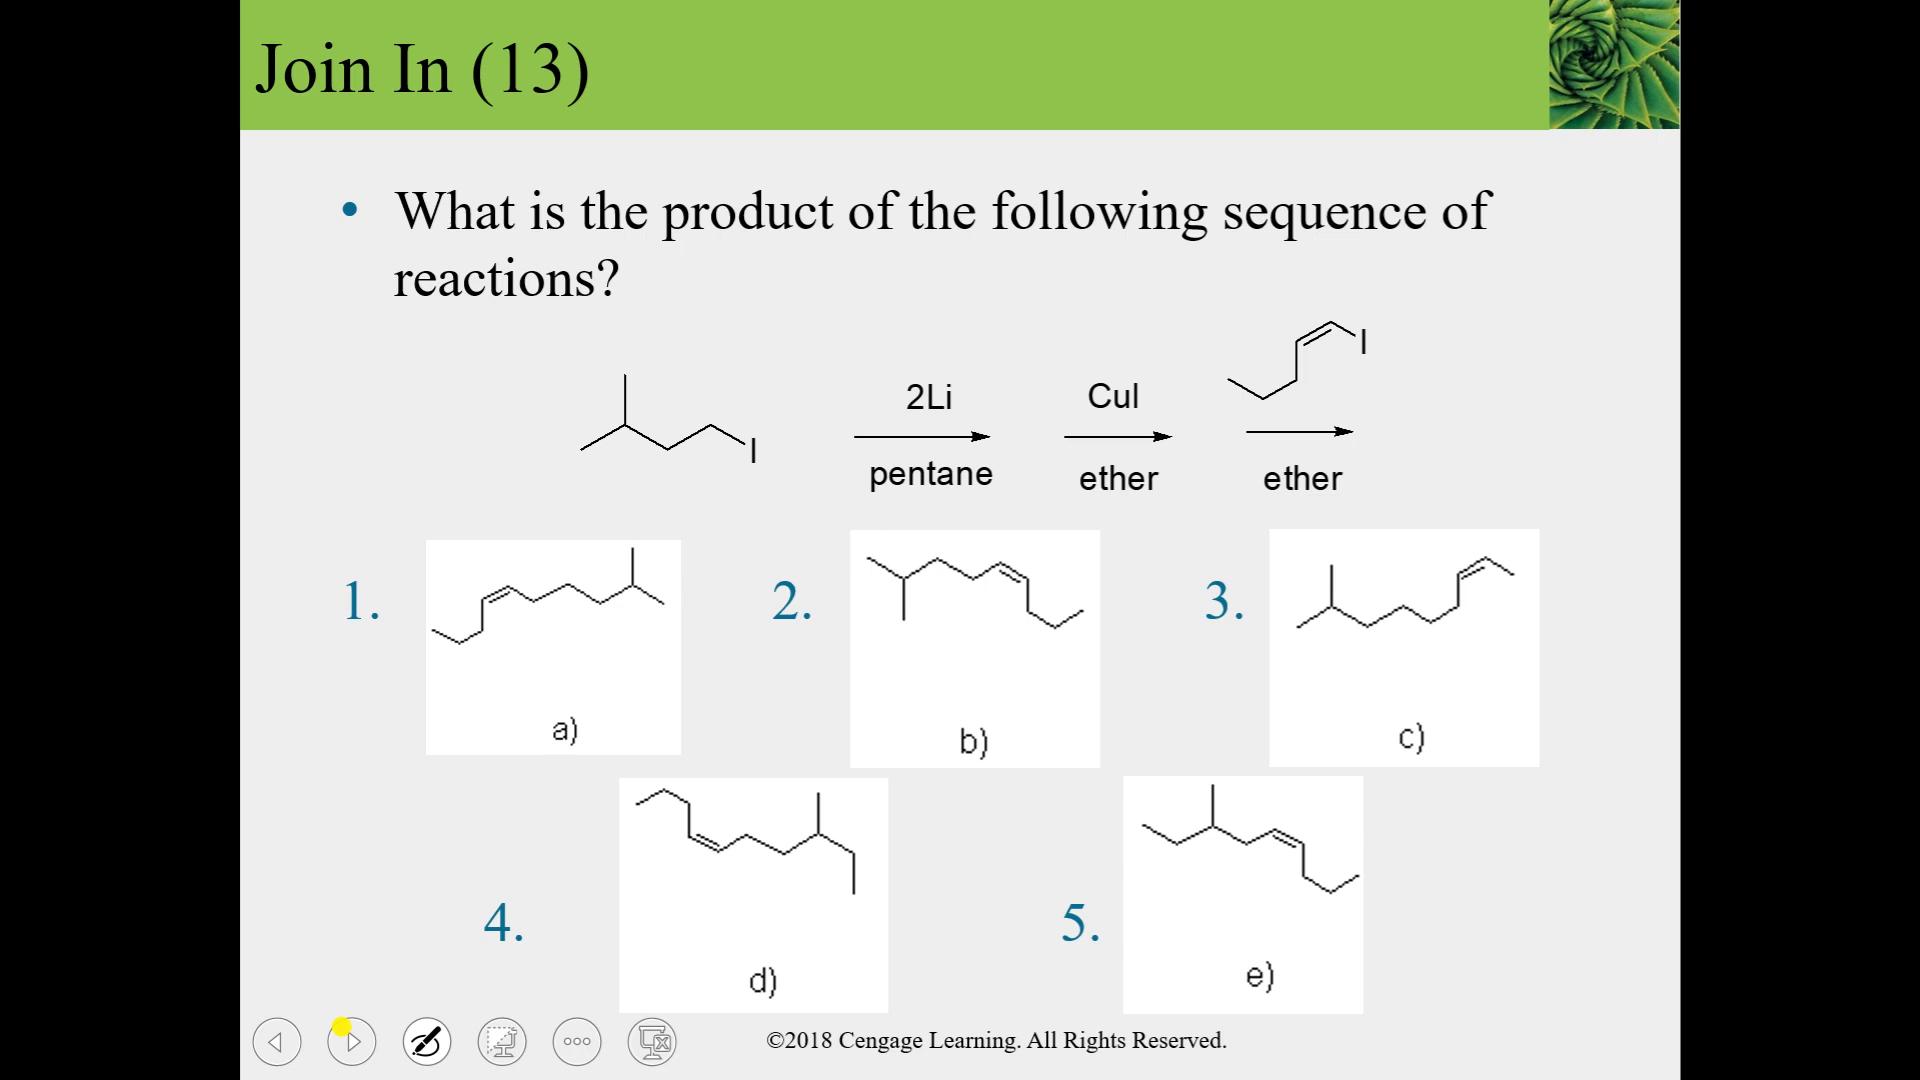 Join In (13)
• What is the product of the following sequence of
reactions?
I
2Li
CuI
I
pentane
ether
ether
1.
2.
3.
a)
b)
c)
4.
5.
d)
e)
©2018 Cengage Learning. All Rights Reserved.